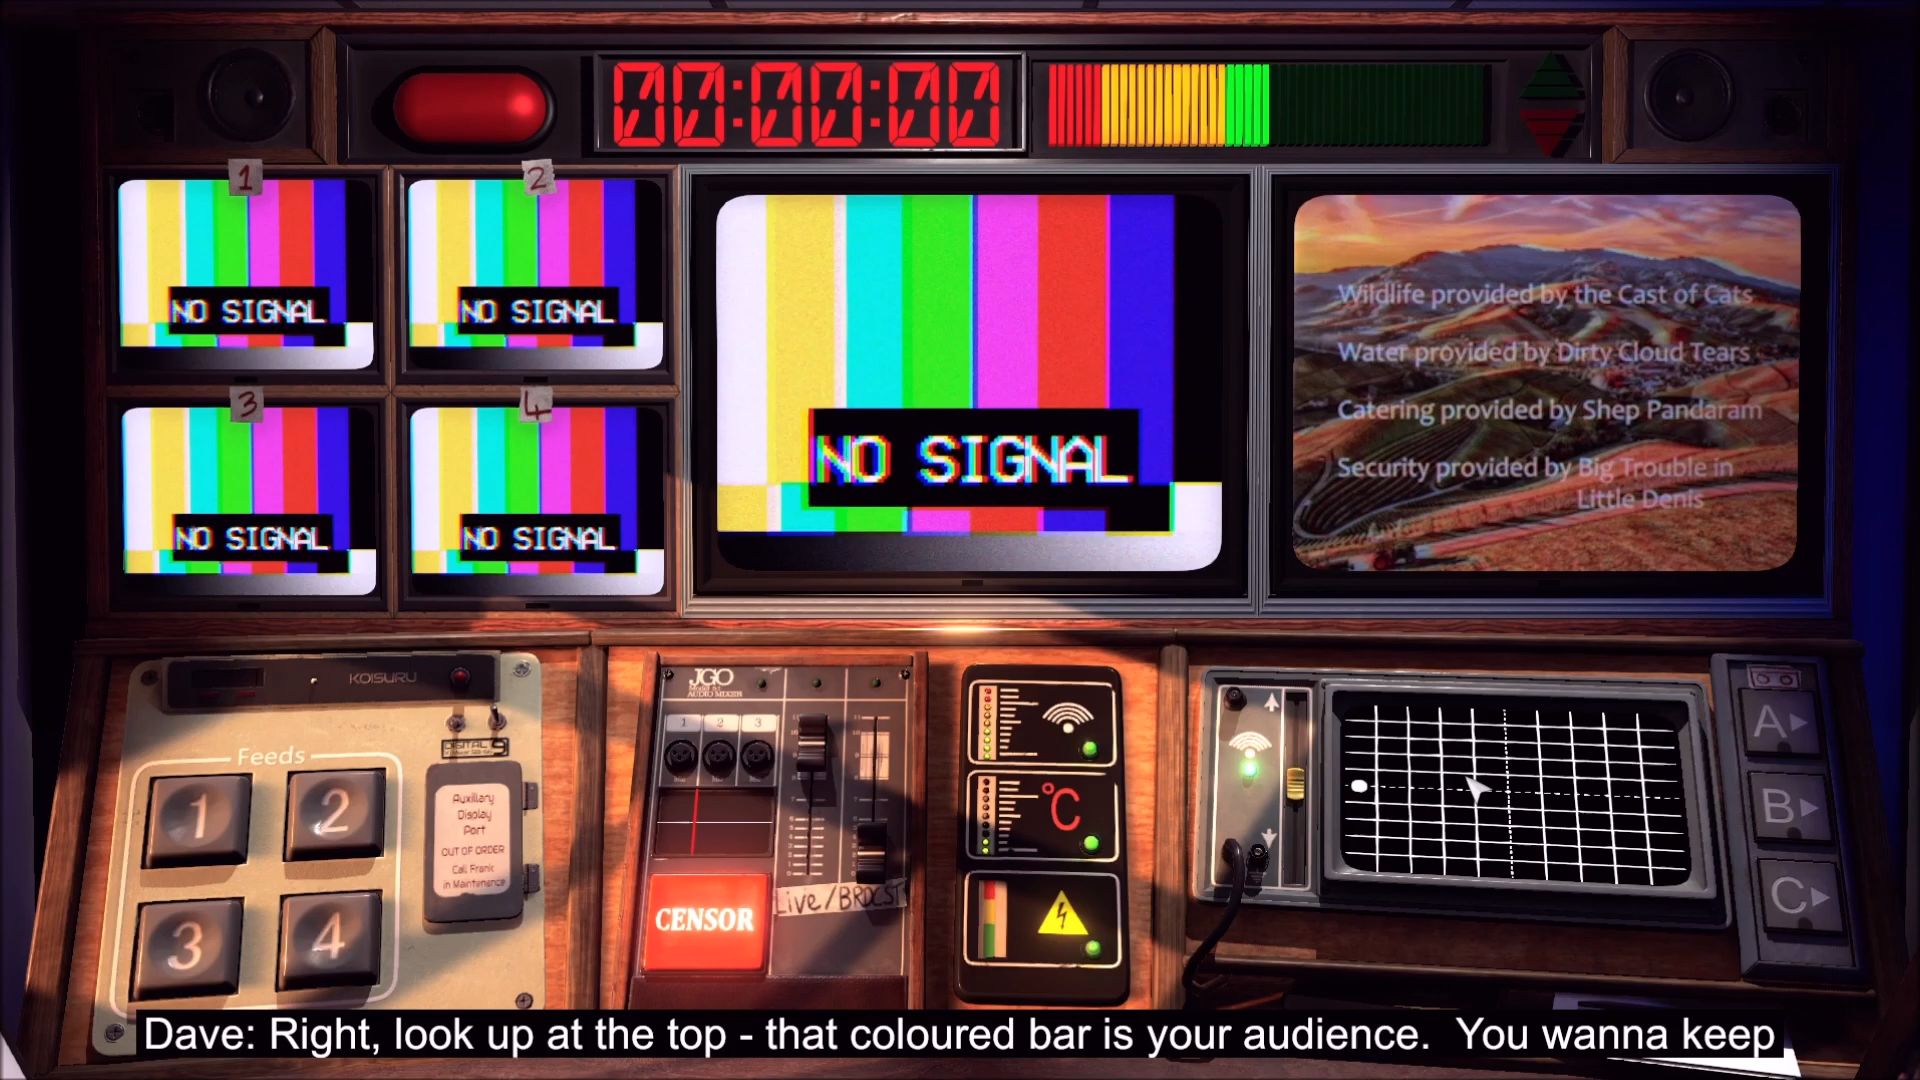 00:00:00
1
2
NO SIGNAL
NO SIGNAL
3
4
NO SIGNAL
NO SIGNAL
NO SIGNAL
Wildlife provided by the Cast of Cats
Water provided by Dirty Cloud Tears
Catering provided by Shep Pandaram
Security provided by Big Trouble in
Little Denis
KOISURU
DIGITAL
Feeds
1
2
3
4
Auxillary
Display
Port
OUT OF ORDER
Call Frank
in Maintenance
JGO
AUDIO MIXER
1 2 3
CENSOR
Live/BRDCST
°C
A
B
C
Dave: Right, look up at the top - that coloured bar is your audience. You wanna keep